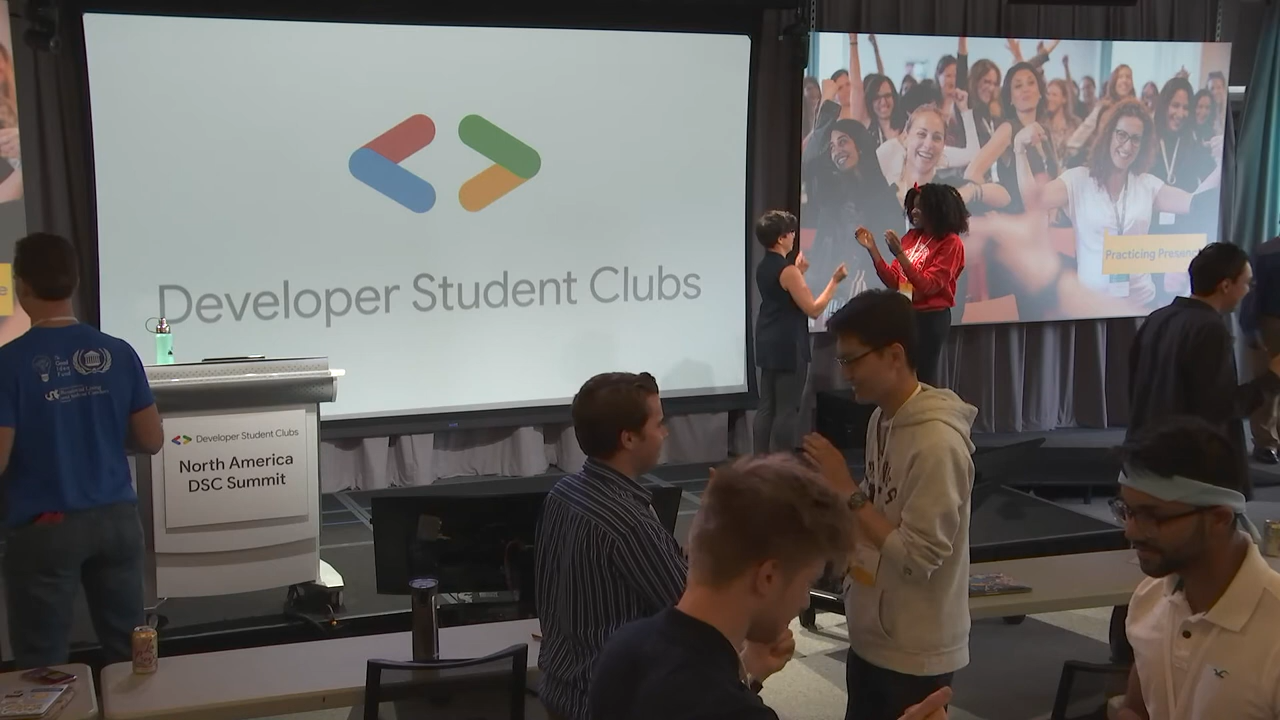 Developer Student Clubs
Practicing Presen
Developer Student Clubs
North America
DSC Summit